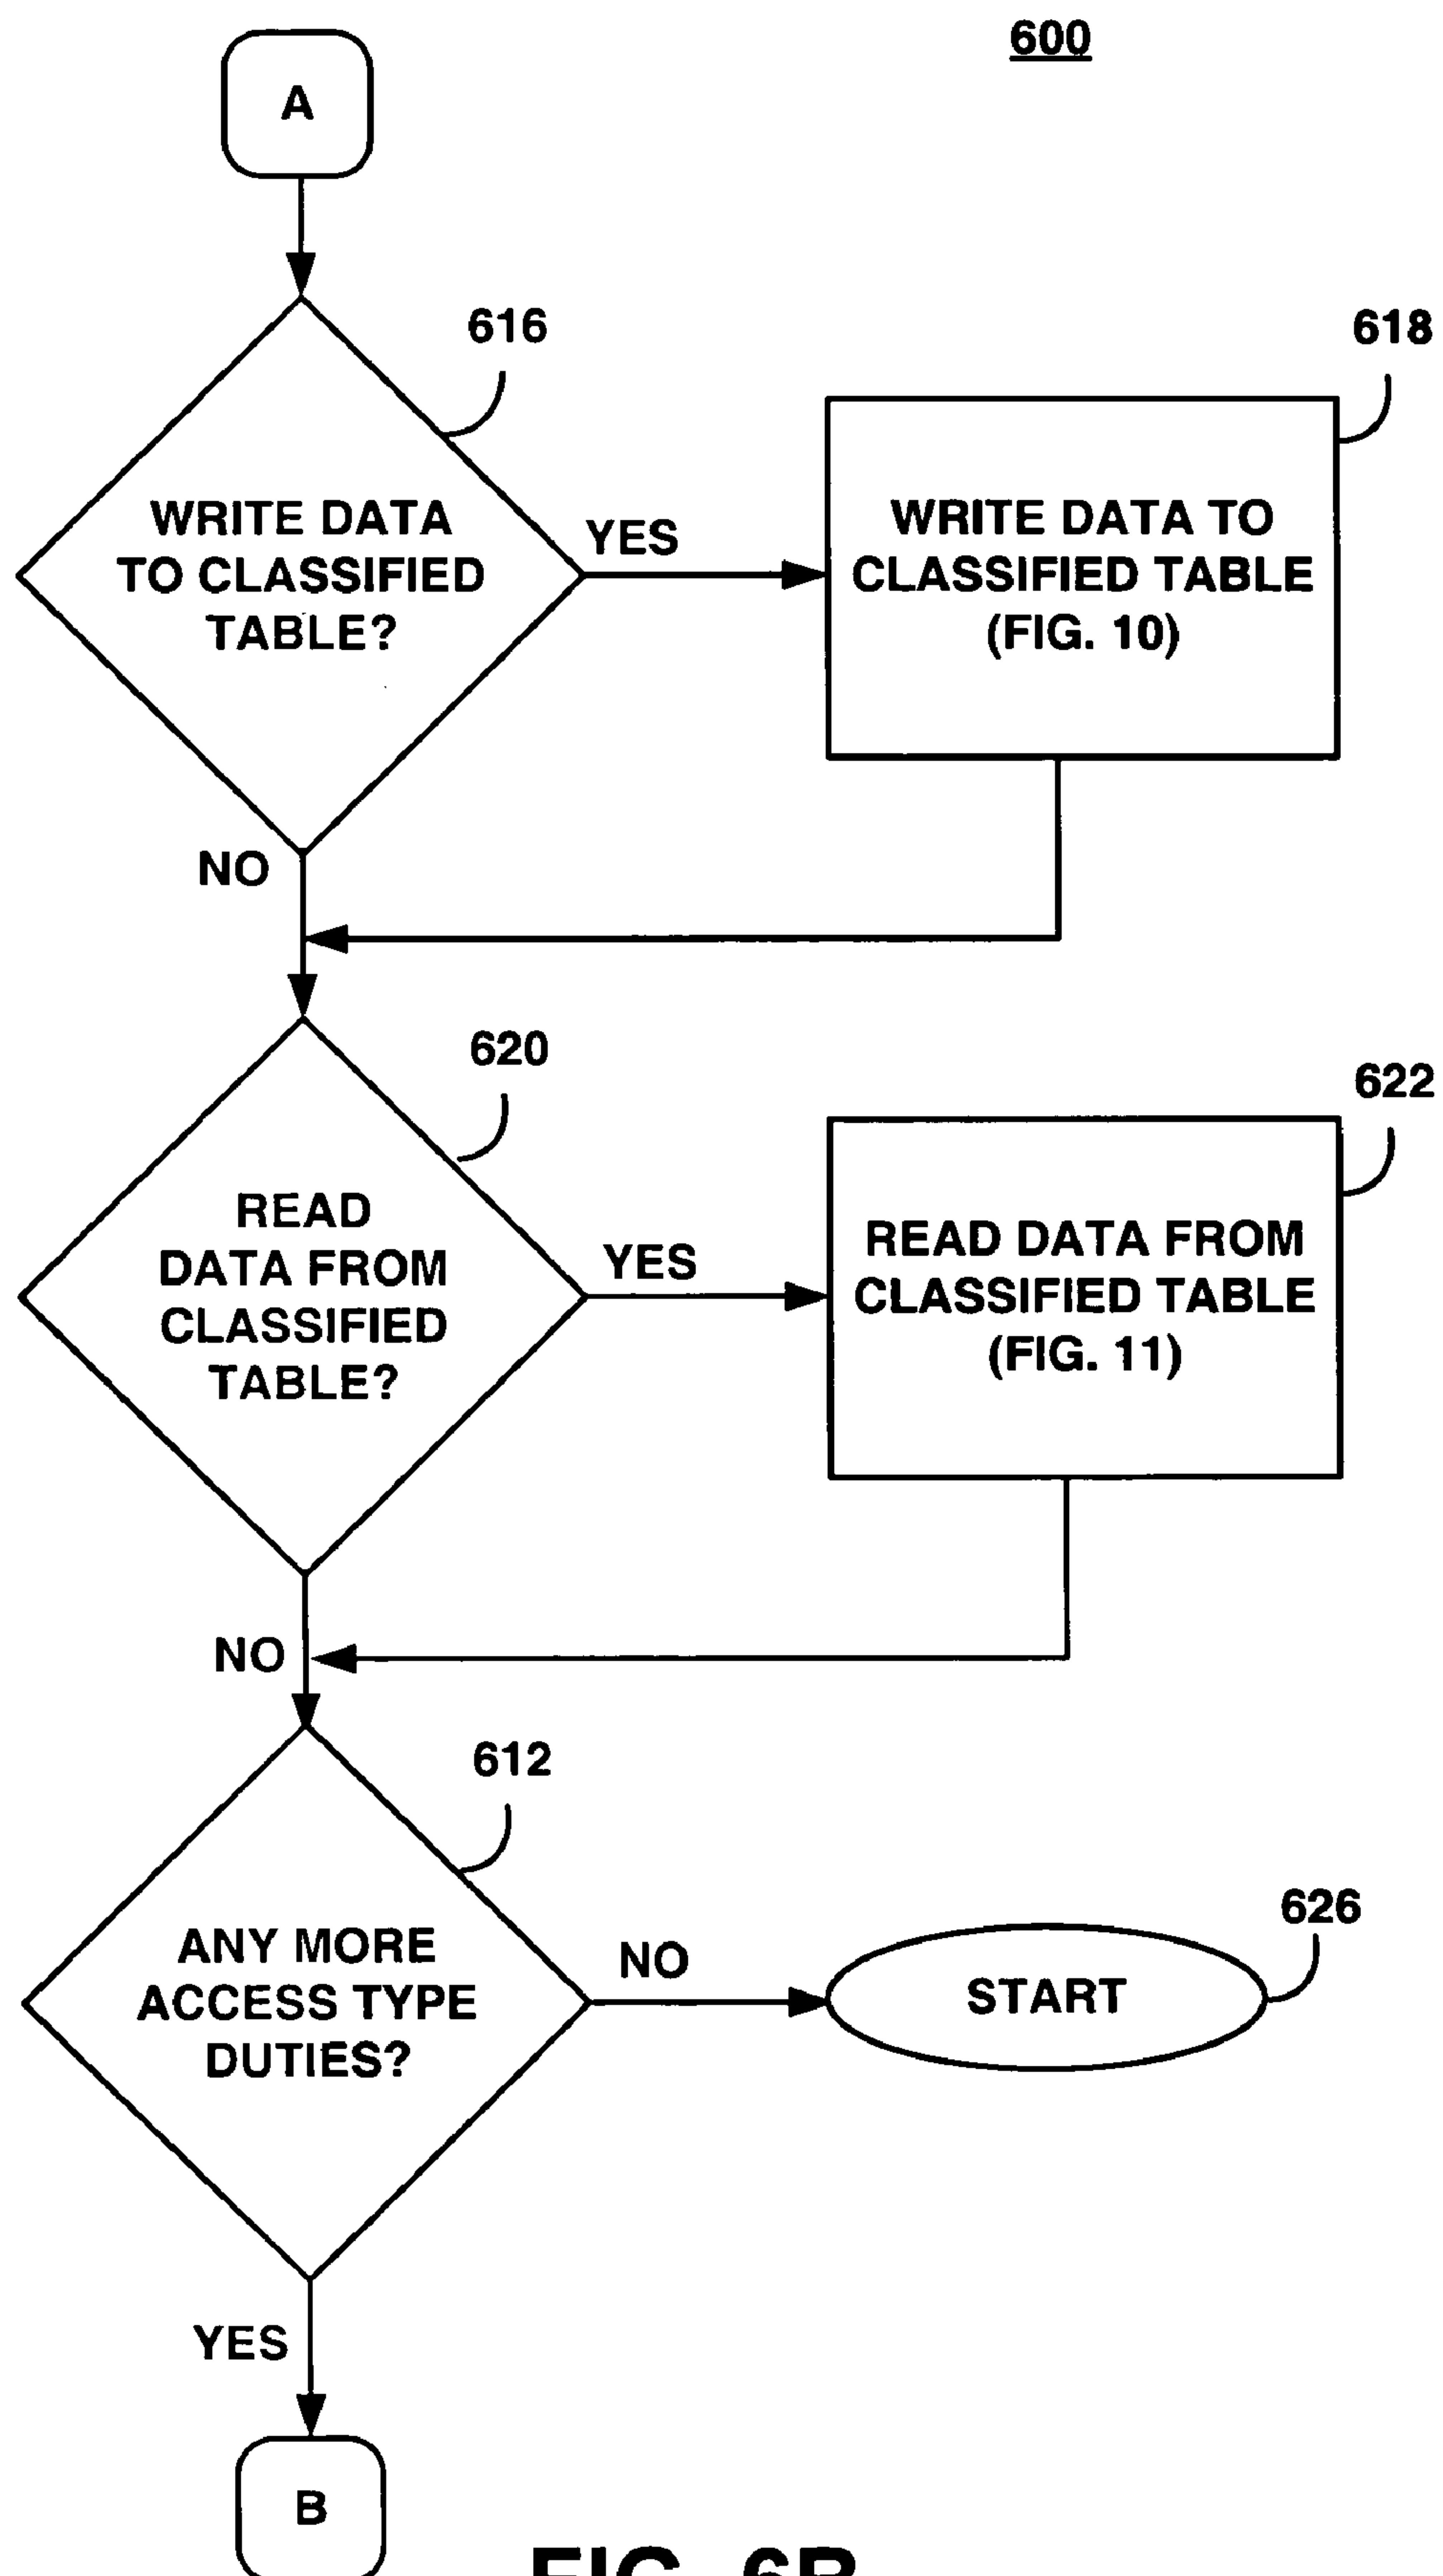 600
A
616
618
WRITE DATA
TO CLASSIFIED
TABLE?
YES
WRITE DATA TO
CLASSIFIED TABLE
(FIG. 10)
NO
620
622
READ
DATA FROM
CLASSIFIED
TABLE?
YES
READ DATA FROM
CLASSIFIED TABLE
(FIG. 11)
NO
612
626
ANY MORE
ACCESS TYPE
DUTIES?
NO
START
YES
B
FIG. 6B